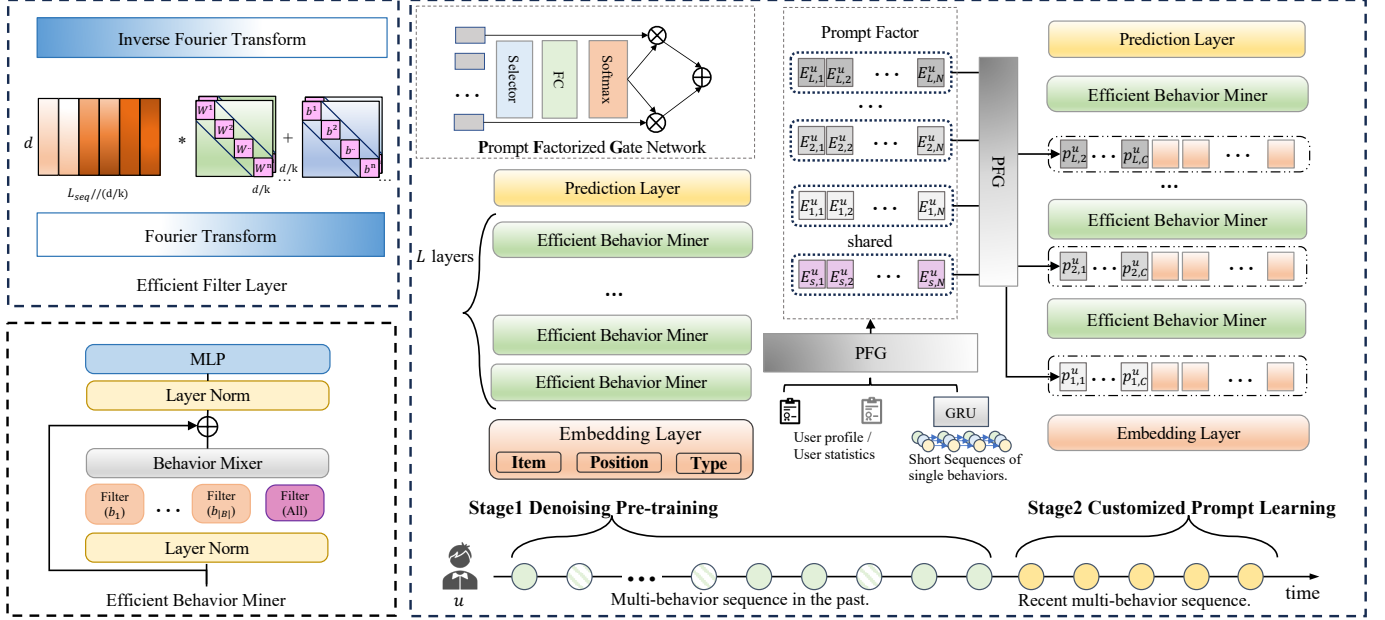 Inverse Fourier Transform
d
*
W¹
W²
W-
Wⁿ
d/k
d/k
...
+
b¹
b²
b-
bⁿ
...
L_seq//(d/k)
Fourier Transform
Efficient Filter Layer
MLP
Layer Norm
Behavior Mixer
Filter
(b₁)
...
Filter
(b_|B|)
Filter
(All)
Layer Norm
Efficient Behavior Miner
...
Selector
FC
Softmax
Prompt Factorized Gate Network
Prediction Layer
L layers
Efficient Behavior Miner
...
Efficient Behavior Miner
Efficient Behavior Miner
Embedding Layer
Item Position Type
Prompt Factor
E^u_{L,1} E^u_{L,2} ... E^u_{L,N}
...
E^u_{2,1} E^u_{2,2} ... E^u_{2,N}
E^u_{1,1} E^u_{1,2} ... E^u_{1,N}
shared
E^u_{s,1} E^u_{s,2} ... E^u_{s,N}
PFG
PFG
User profile /
User statistics
GRU
Short Sequences of
single behaviors.
Prediction Layer
Efficient Behavior Miner
p^u_{L,2} ... p^u_{L,C} ...
...
Efficient Behavior Miner
p^u_{2,1} ... p^u_{2,C} ...
Efficient Behavior Miner
p^u_{1,1} ... p^u_{1,C} ...
Embedding Layer
Stage1 Denoising Pre-training
Stage2 Customized Prompt Learning
u
...
Multi-behavior sequence in the past.
Recent multi-behavior sequence.
time